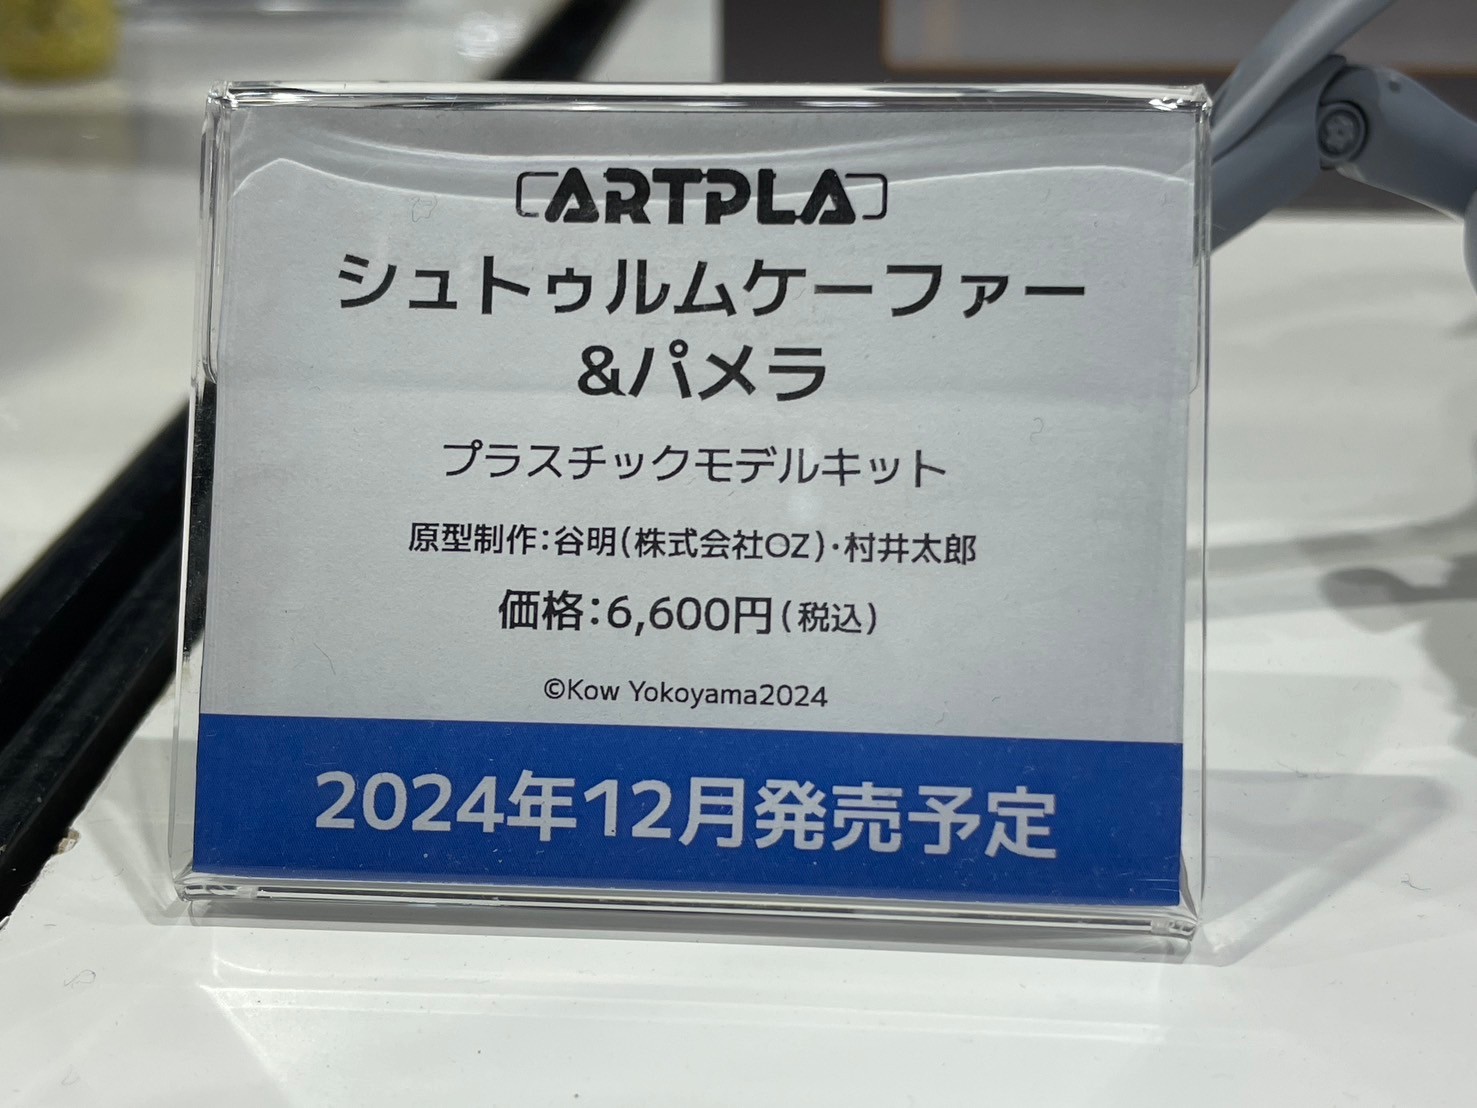 ARTPLA
シュトゥルムケーファー
&パメラ
プラスチックモデルキット
原型制作：谷明(株式会社OZ)・村井太郎
価格：6,600円(税込)
©Kow Yokoyama2024
2024年12月発売予定